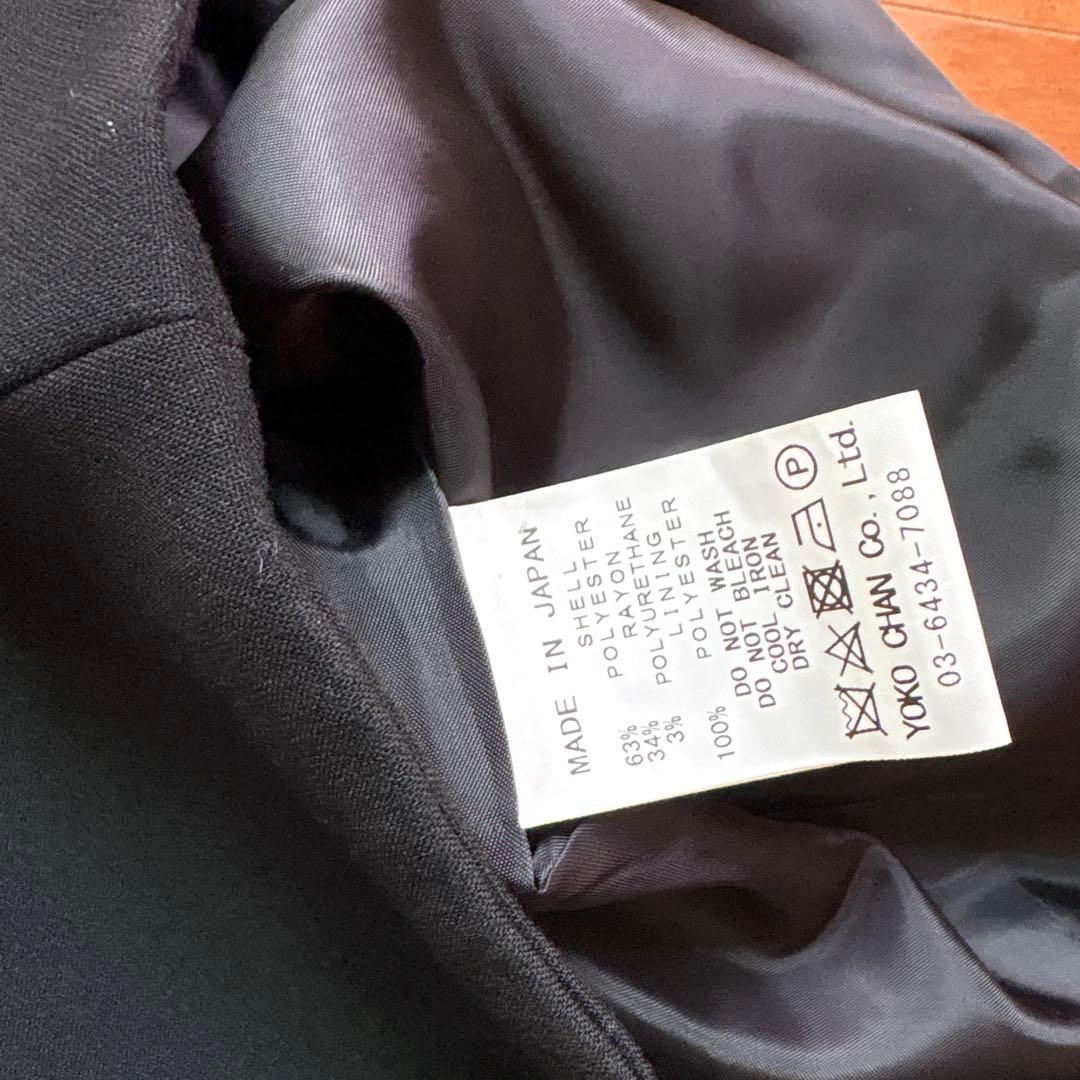 MADE IN JAPAN
SHELL
63% POLYESTER
34% RAYON
3% POLYURETHANE
LINING
100% POLYESTER
DO NOT WASH
DO NOT BLEACH
COOL IRON
DRY CLEAN
P
YOKO CHAN Co., Ltd.
03-6434-7088